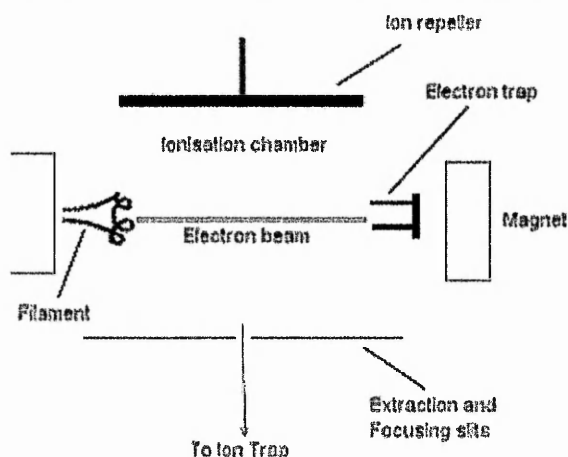 Ion repeller
Electron trap
Ionisation chamber
Magnet
Electron beam
Filament
Extraction and
Focusing slits
To Ion Trap